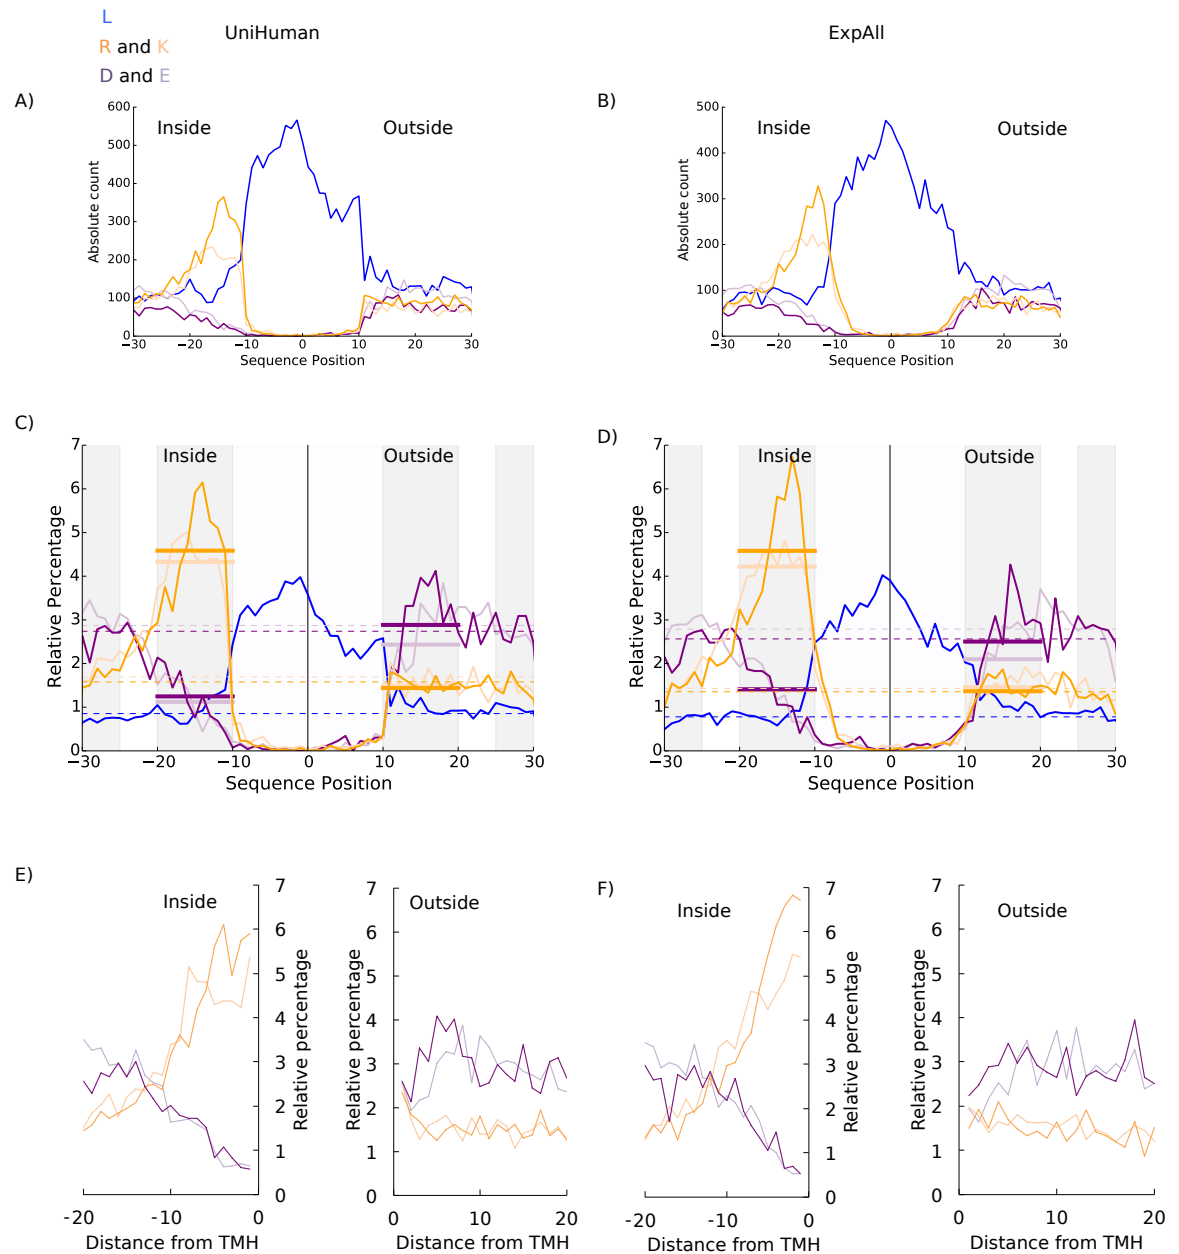 L
UniHuman
ExpAll
R and K
D and E
A)
B)
600
500
400
300
200
100
0
Absolute count
Inside
Outside
−30
−20
−10
0
10
20
30
Sequence Position
500
400
300
200
100
0
Absolute count
Inside
Outside
−30
−20
−10
0
10
20
30
Sequence Position
C)
D)
7
6
5
4
3
2
1
0
Relative Percentage
Inside
Outside
−30
−20
−10
0
10
20
30
Sequence Position
7
6
5
4
3
2
1
0
Relative Percentage
Inside
Outside
−30
−20
−10
0
10
20
30
Sequence Position
E)
F)
Inside
7
6
5
4
3
2
1
0
Relative percentage
-20
-10
0
Distance from TMH
Outside
7
6
5
4
3
2
1
0
Relative percentage
0
10
20
Distance from TMH
Inside
7
6
5
4
3
2
1
0
Relative percentage
-20
-10
0
Distance from TMH
Outside
7
6
5
4
3
2
1
0
Relative percentage
0
10
20
Distance from TMH